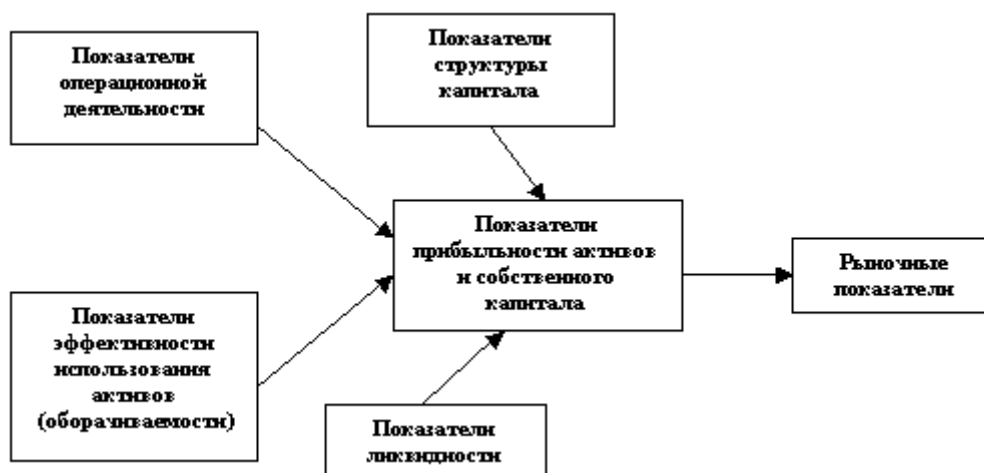 Показатели
операционной
деятельности
Показатели
структуры
капитала
Показатели
прибыльности активов
и собственного
капитала
Рыночные
показатели
Показатели
эффективности
использования
активов
(оборачиваемости)
Показатели
ликвидности